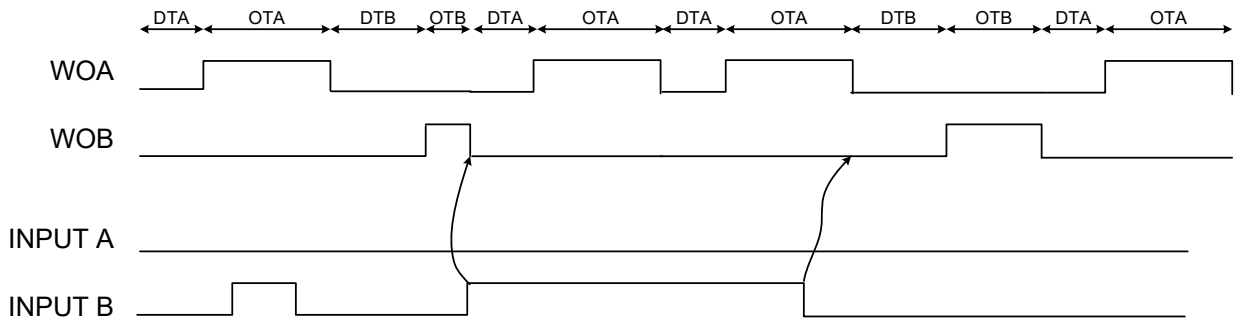 DTA OTA DTB OTB DTA OTA DTA OTA DTB OTB DTA OTA
WOA
WOB
INPUT A
INPUT B